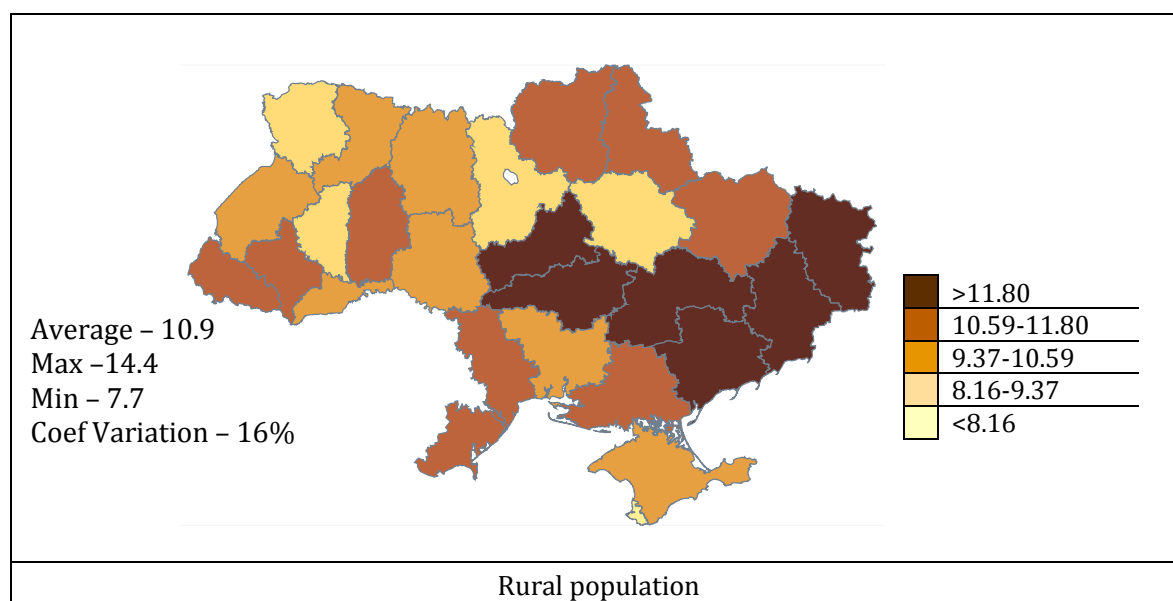 Average – 10.9
Max –14.4
Min – 7.7
Coef Variation – 16%
>11.80
10.59-11.80
9.37-10.59
8.16-9.37
<8.16
Rural population